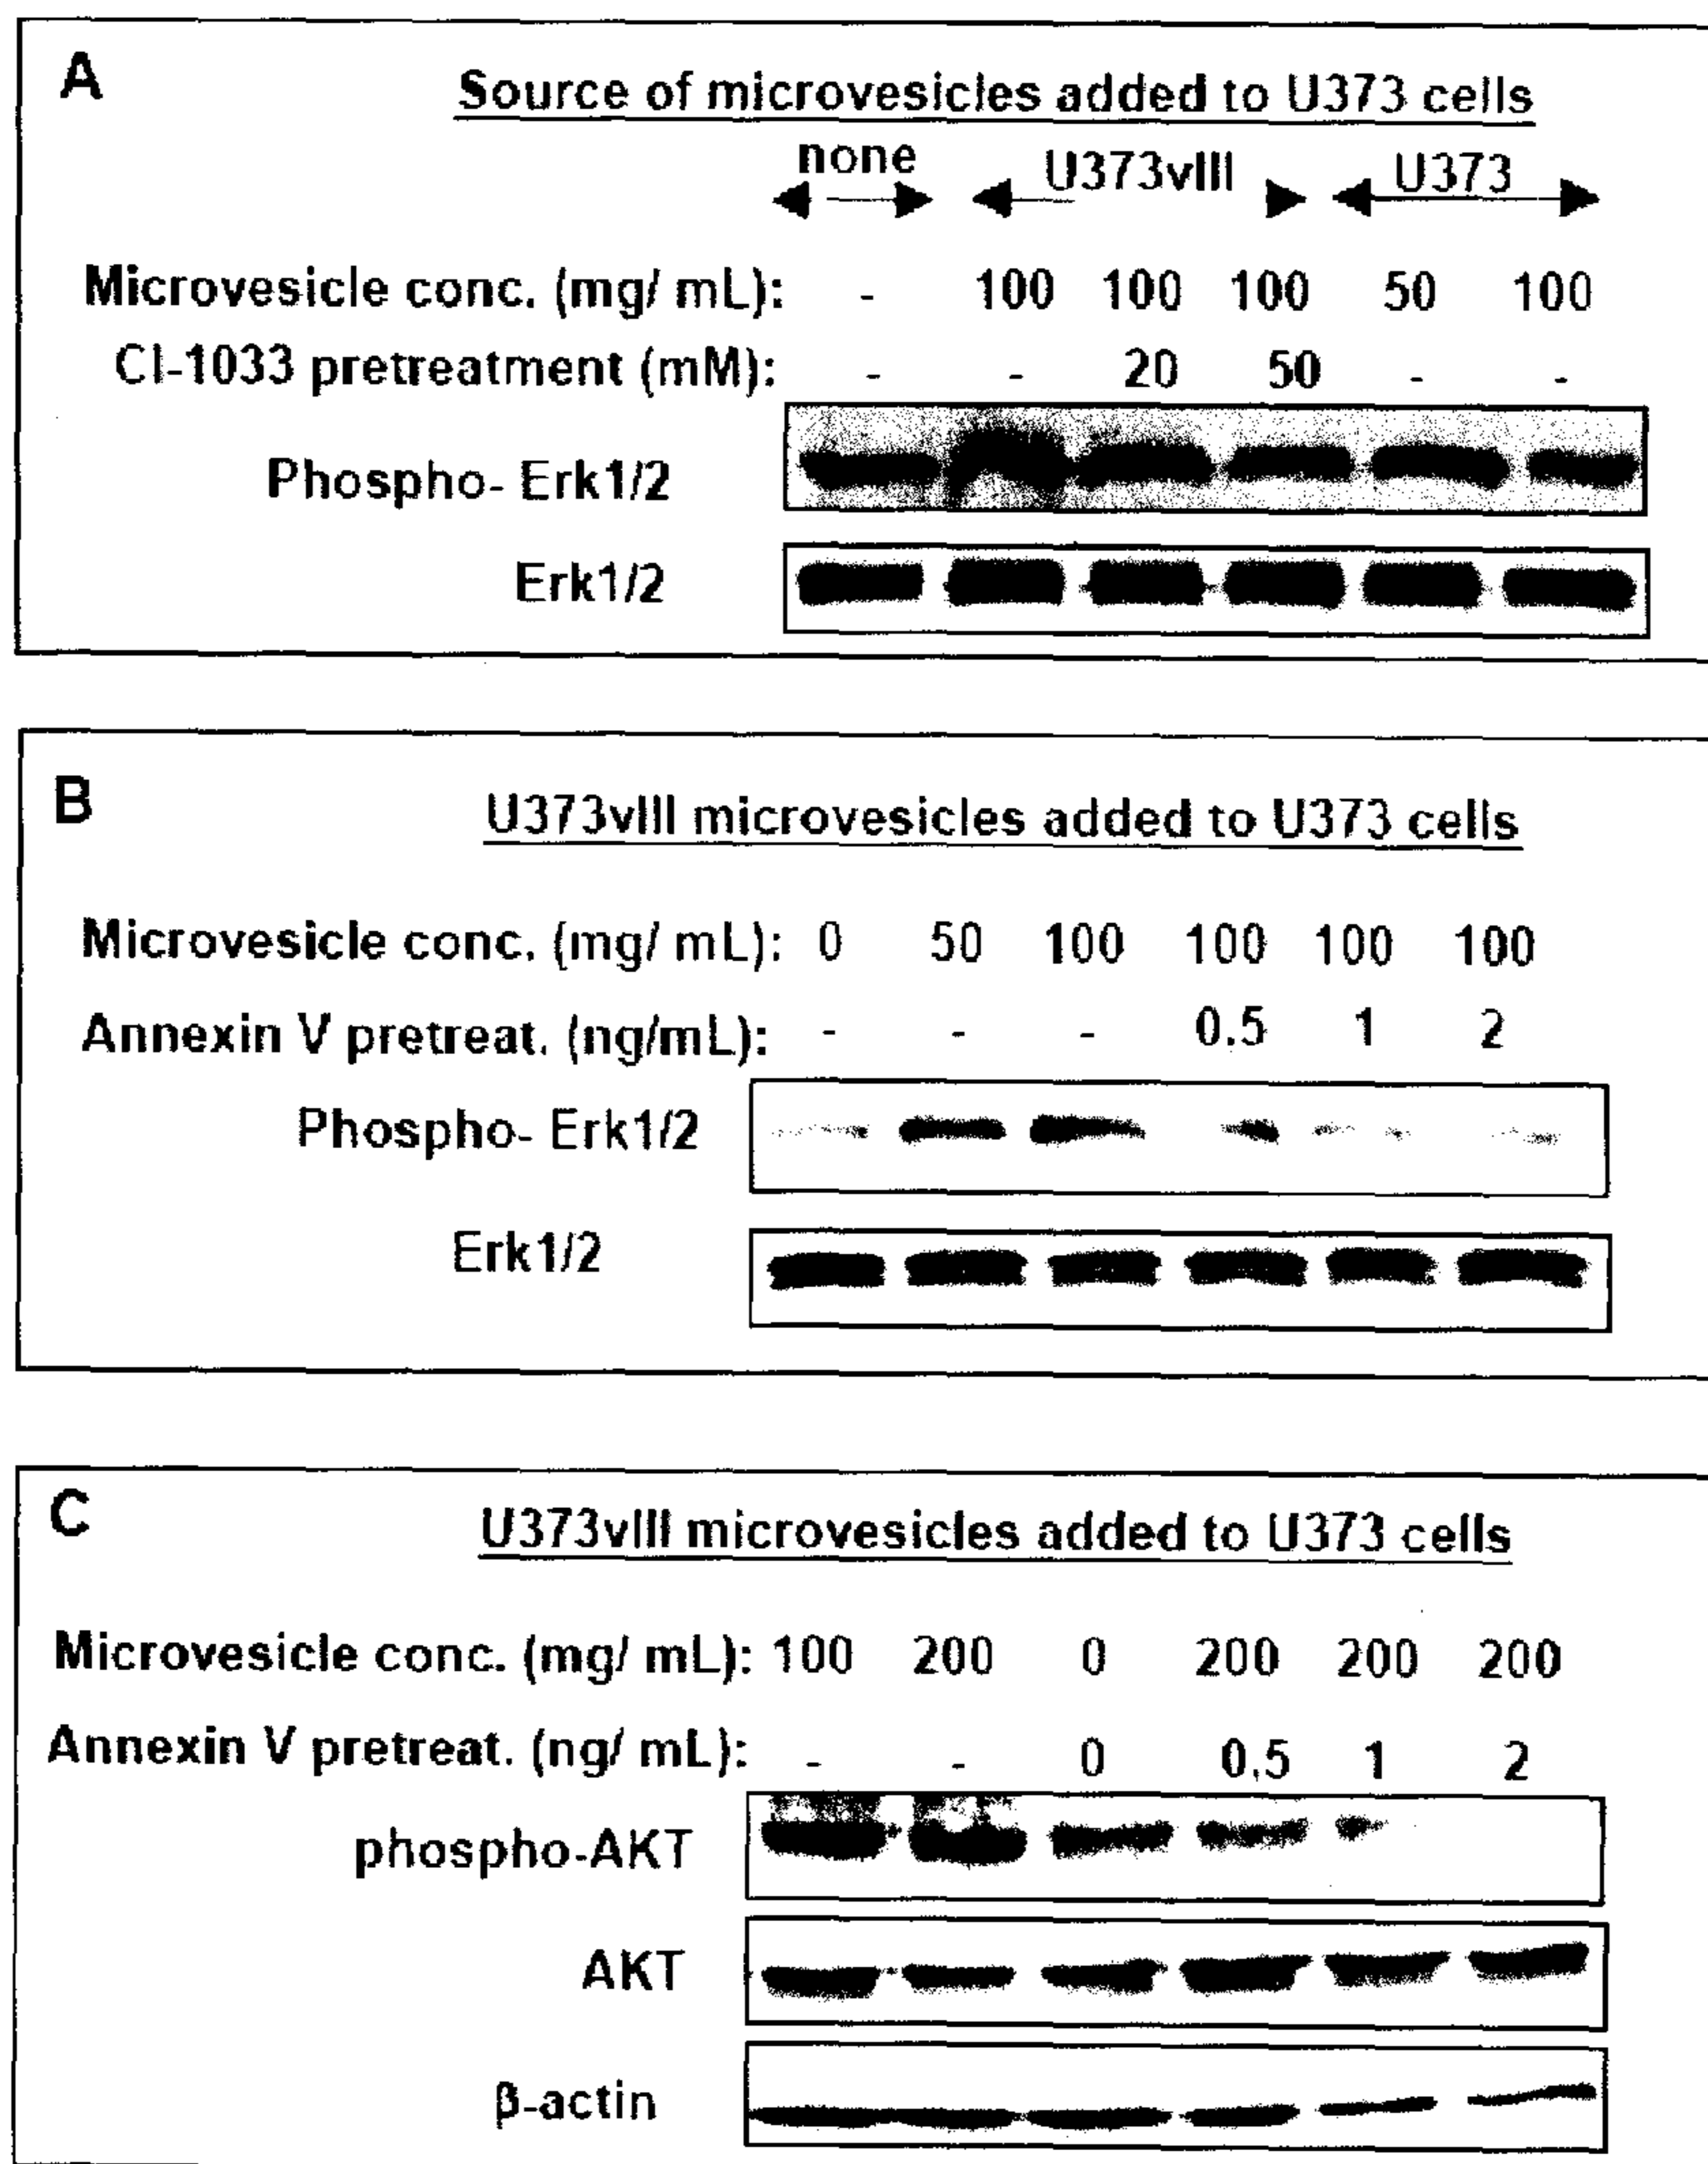 A
Source of microvesicles added to U373 cells
none U373vIII U373
Microvesicle conc. (mg/ mL): - 100 100 100 50 100
CI-1033 pretreatment (mM): - - 20 50 - -
Phospho- Erk1/2
Erk1/2
B
U373vIII microvesicles added to U373 cells
Microvesicle conc. (mg/ mL): 0 50 100 100 100 100
Annexin V pretreat. (ng/mL): - - - 0.5 1 2
Phospho- Erk1/2
Erk1/2
C
U373vIII microvesicles added to U373 cells
Microvesicle conc. (mg/ mL): 100 200 0 200 200 200
Annexin V pretreat. (ng/ mL): - - 0 0.5 1 2
phospho-AKT
AKT
β-actin